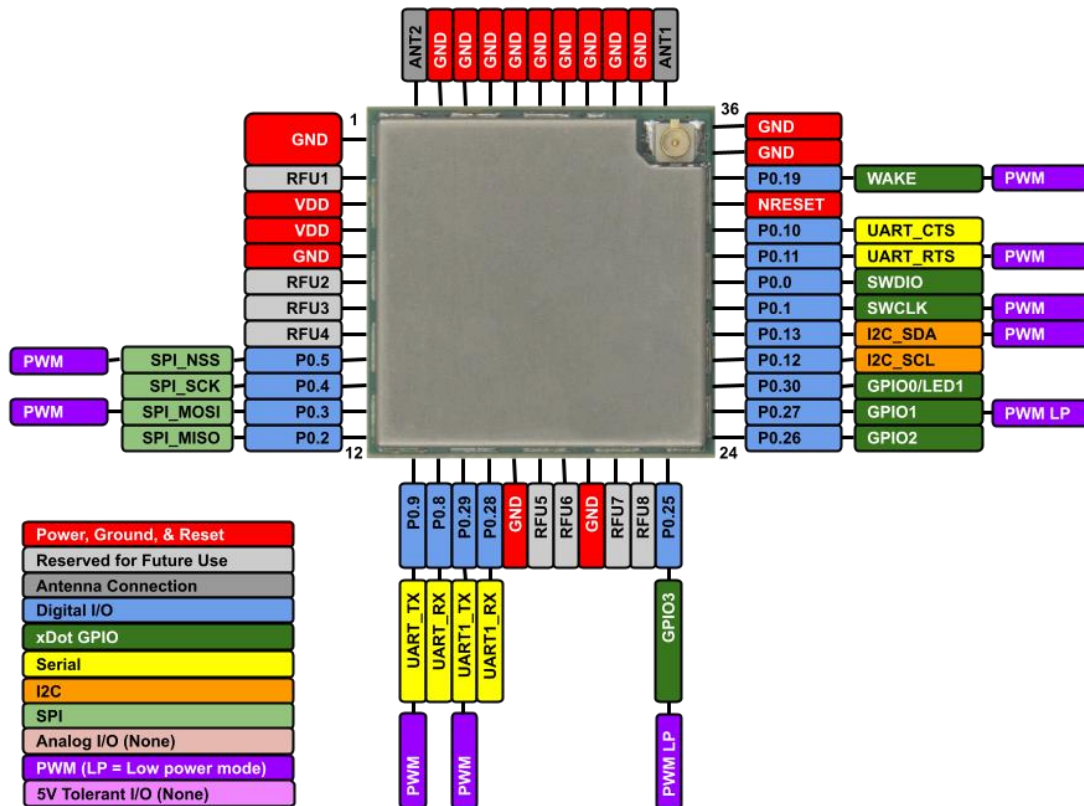 ANT2 GND GND GND GND GND GND GND GND GND ANT1
1 36
GND GND
GND
RFU1 P0.19 WAKE PWM
VDD NRESET
VDD P0.10 UART_CTS
GND P0.11 UART_RTS PWM
RFU2 P0.0 SWDIO
RFU3 P0.1 SWCLK PWM
RFU4 P0.13 I2C_SDA PWM
PWM SPI_NSS P0.5 P0.12 I2C_SCL
SPI_SCK P0.4 P0.30 GPIO0/LED1
PWM SPI_MOSI P0.3 P0.27 GPIO1 PWM LP
SPI_MISO P0.2 P0.26 GPIO2
12 24
P0.9 P0.8 P0.29 P0.28 GND RFU5 RFU6 GND RFU7 RFU8 P0.25
UART_TX UART_RX UART1_TX UART1_RX GPIO3
PWM PWM PWM LP
Power, Ground, & Reset
Reserved for Future Use
Antenna Connection
Digital I/O
xDot GPIO
Serial
I2C
SPI
Analog I/O (None)
PWM (LP = Low power mode)
5V Tolerant I/O (None)